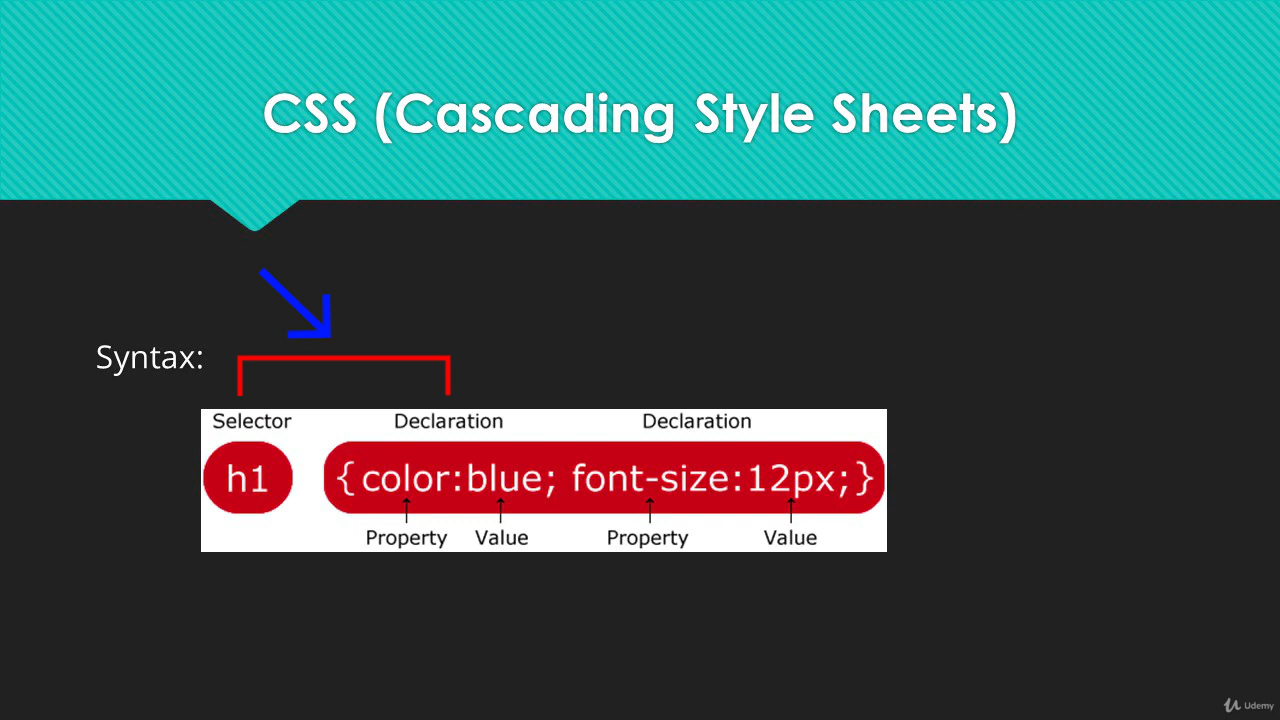 CSS (Cascading Style Sheets)
Syntax:
Selector Declaration Declaration
h1 {color:blue; font-size:12px;}
Property Value Property Value
Udemy